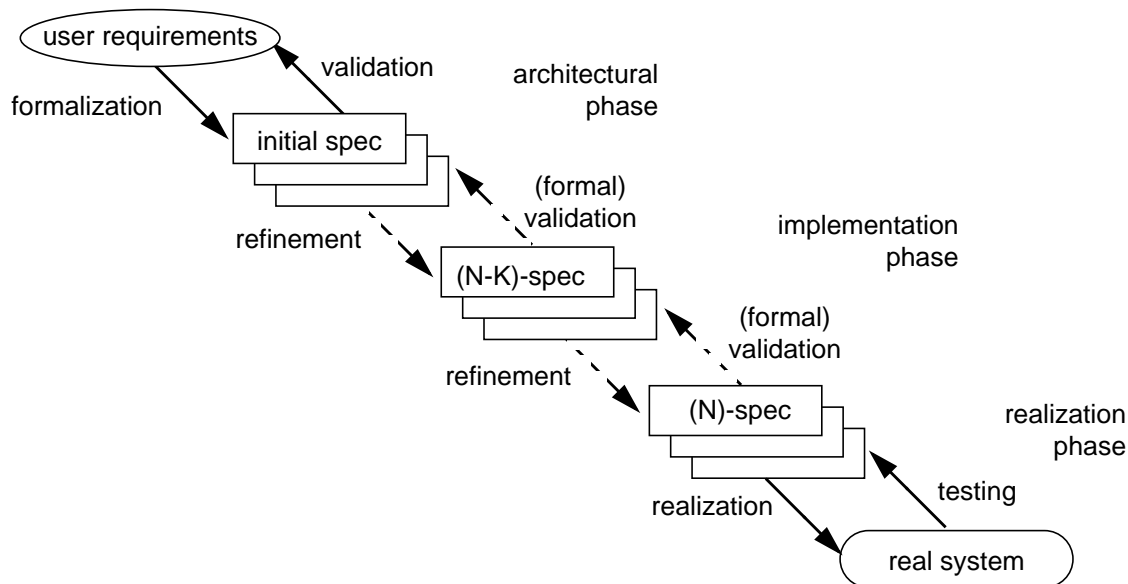 user requirements
validation
architectural
phase
formalization
initial spec
(formal)
validation
refinement
implementation
phase
(N-K)-spec
(formal)
validation
refinement
(N)-spec
realization
phase
realization
testing
real system